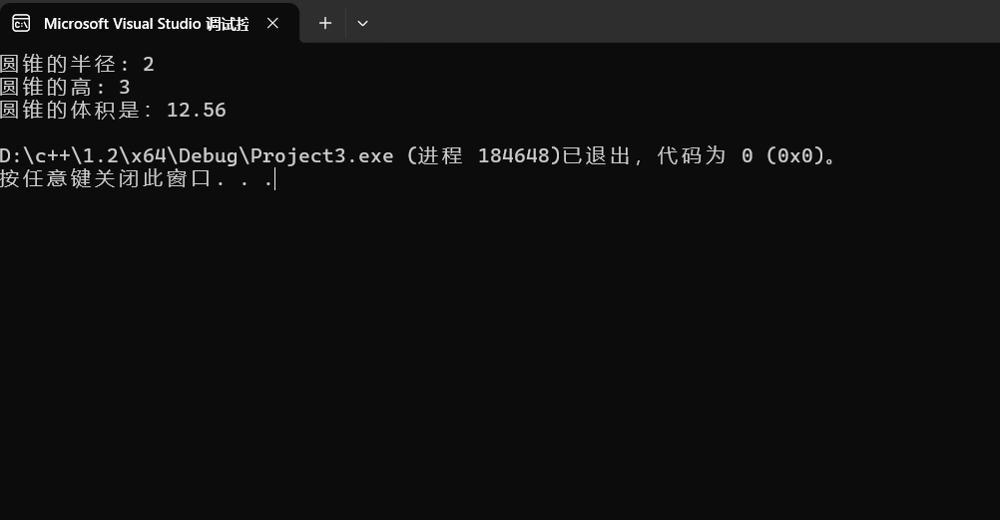 Microsoft Visual Studio 调试控
圆锥的半径: 2
圆锥的高: 3
圆锥的体积是: 12.56
D:\c++\1.2\x64\Debug\Project3.exe (进程 184648)已退出，代码为 0 (0x0)。
按任意键关闭此窗口. . .